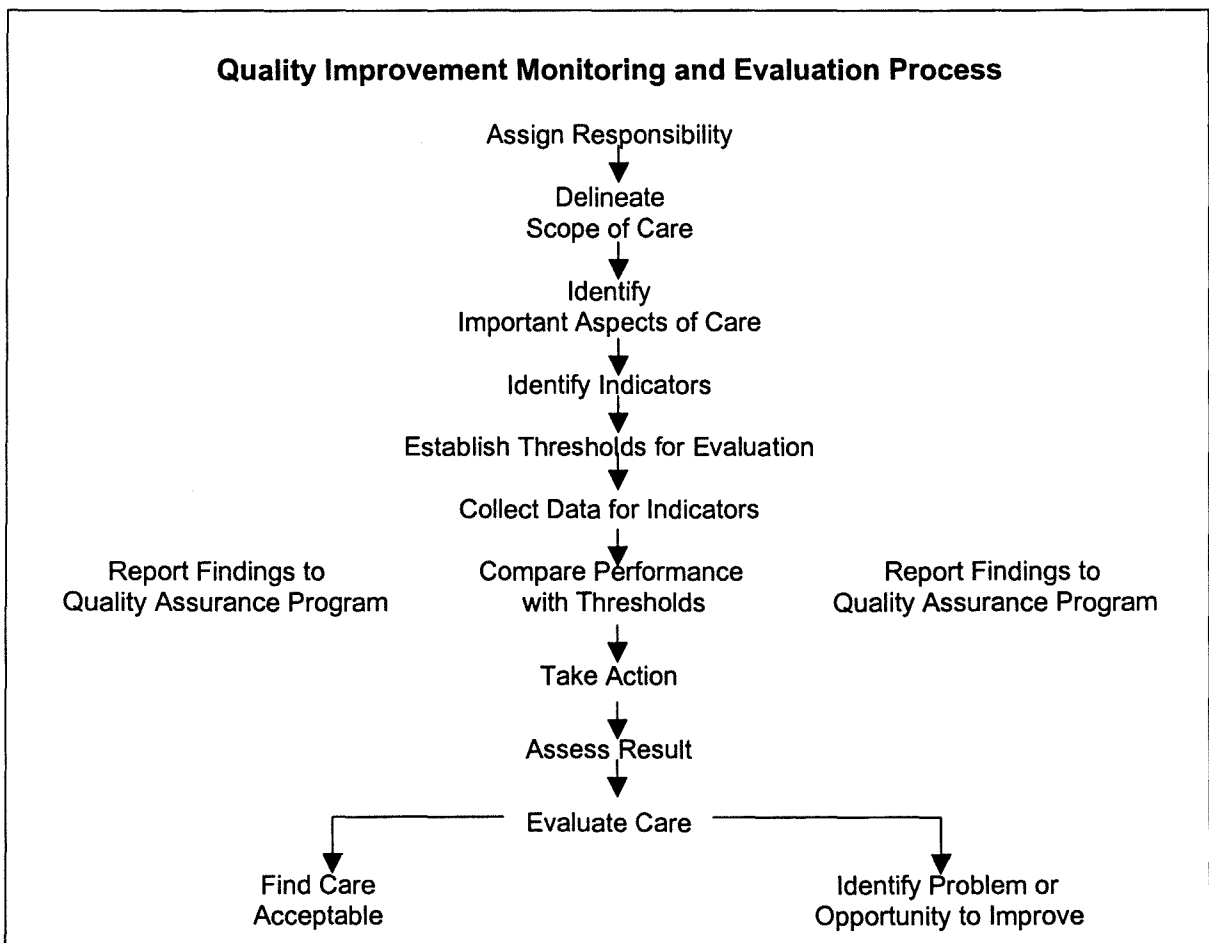 Quality Improvement Monitoring and Evaluation Process
Assign Responsibility
Delineate
Scope of Care
Identify
Important Aspects of Care
Identify Indicators
Establish Thresholds for Evaluation
Collect Data for Indicators
Report Findings to
Quality Assurance Program
Compare Performance
with Thresholds
Report Findings to
Quality Assurance Program
Take Action
Assess Result
Evaluate Care
Find Care
Acceptable
Identify Problem or
Opportunity to Improve